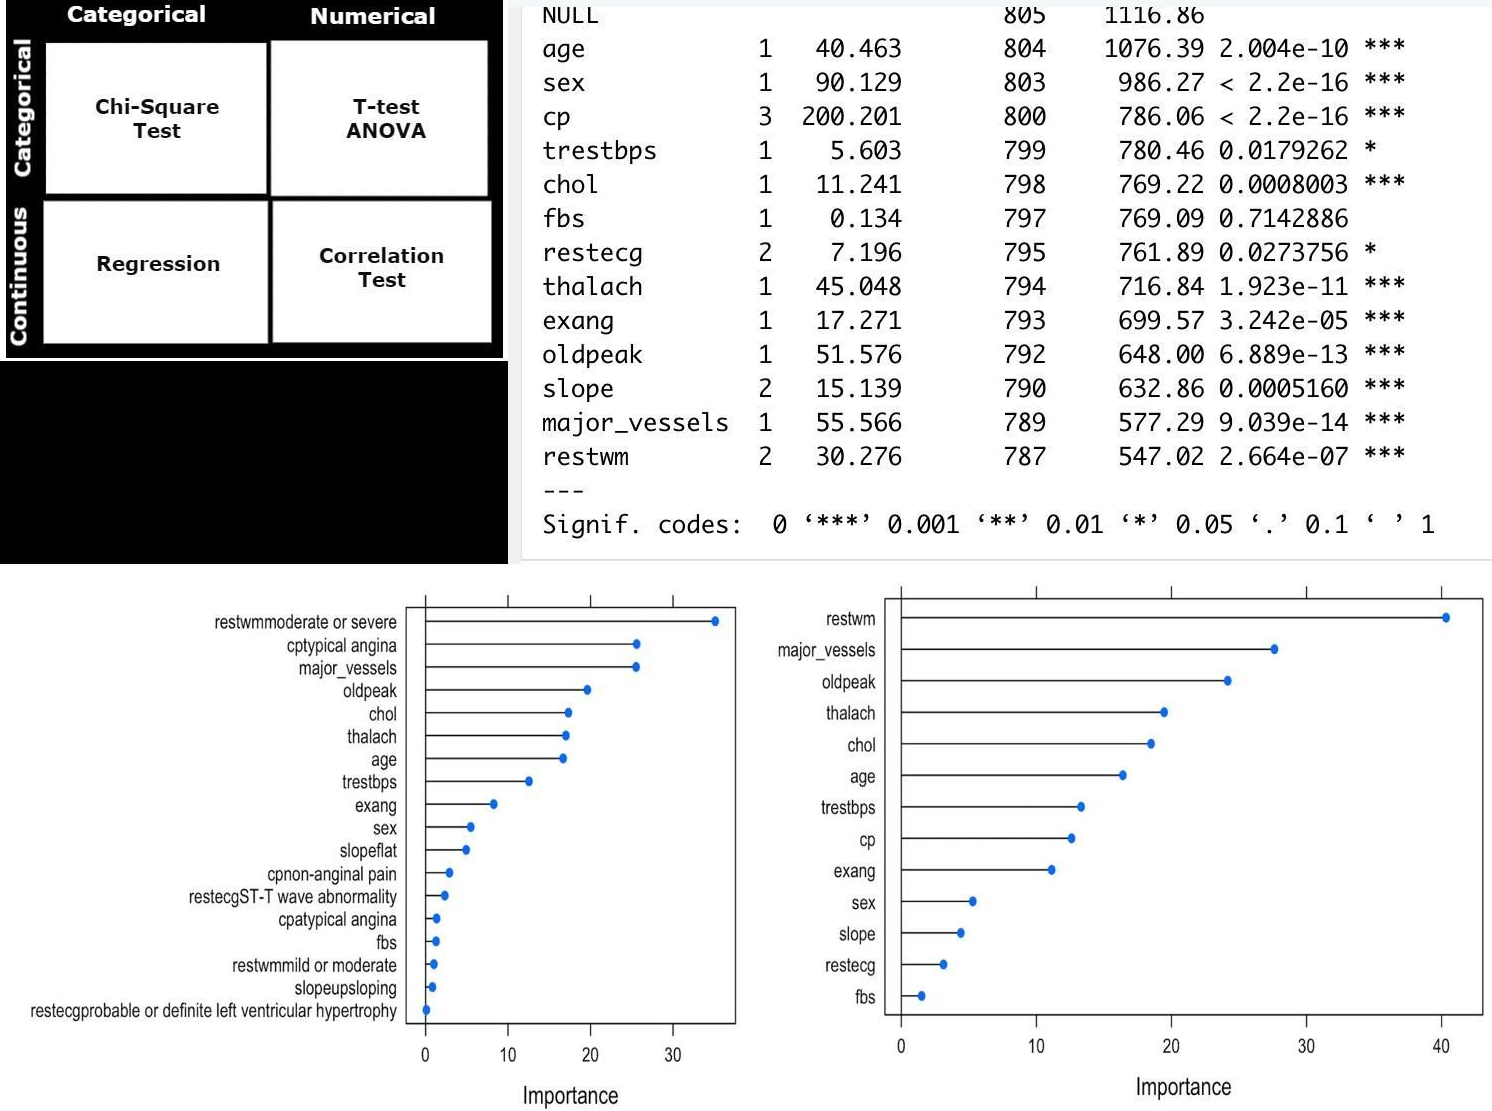 Categorical Numerical
Categorical
Chi-Square
Test
T-test
ANOVA
Continuous
Regression
Correlation
Test
NULL 805 1116.86
age 1 40.463 804 1076.39 2.004e-10 ***
sex 1 90.129 803 986.27 < 2.2e-16 ***
cp 3 200.201 800 786.06 < 2.2e-16 ***
trestbps 1 5.603 799 780.46 0.0179262 *
chol 1 11.241 798 769.22 0.0008003 ***
fbs 1 0.134 797 769.09 0.7142886
restecg 2 7.196 795 761.89 0.0273756 *
thalach 1 45.048 794 716.84 1.923e-11 ***
exang 1 17.271 793 699.57 3.242e-05 ***
oldpeak 1 51.576 792 648.00 6.889e-13 ***
slope 2 15.139 790 632.86 0.0005160 ***
major_vessels 1 55.566 789 577.29 9.039e-14 ***
restwm 2 30.276 787 547.02 2.664e-07 ***
---
Signif. codes: 0 ‘***’ 0.001 ‘**’ 0.01 ‘*’ 0.05 ‘.’ 0.1 ‘ ’ 1
restwmmoderate or severe
cptypical angina
major_vessels
oldpeak
chol
thalach
age
trestbps
exang
sex
slopeflat
cpnon-anginal pain
restecgST-T wave abnormality
cpatypical angina
fbs
restwmmild or moderate
slopeupsloping
restecgprobable or definite left ventricular hypertrophy
0 10 20 30
Importance
restwm
major_vessels
oldpeak
thalach
chol
age
trestbps
cp
exang
sex
slope
restecg
fbs
0 10 20 30 40
Importance